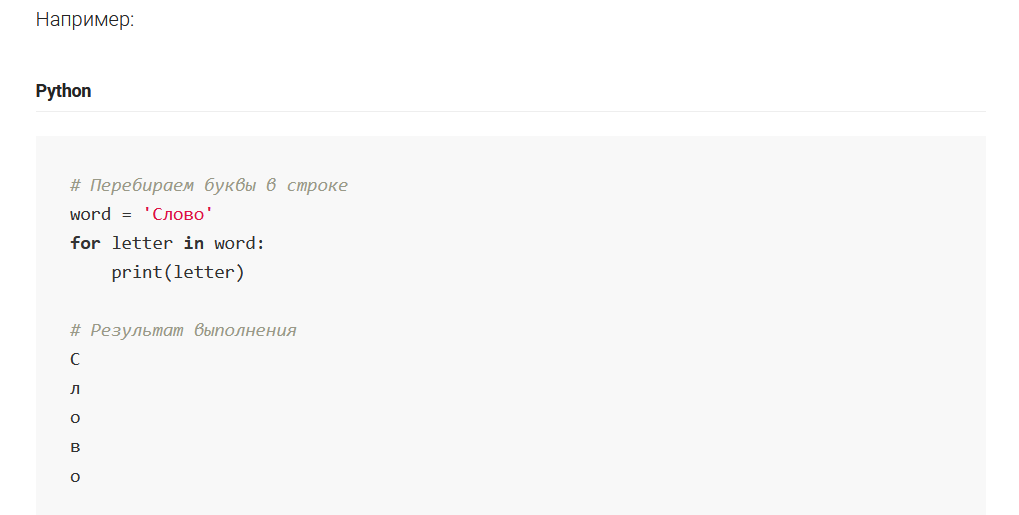 Например:
Python
# Перебираем буквы в строке
word = 'Слово'
for letter in word:
    print(letter)
# Результат выполнения
С
л
о
в
о